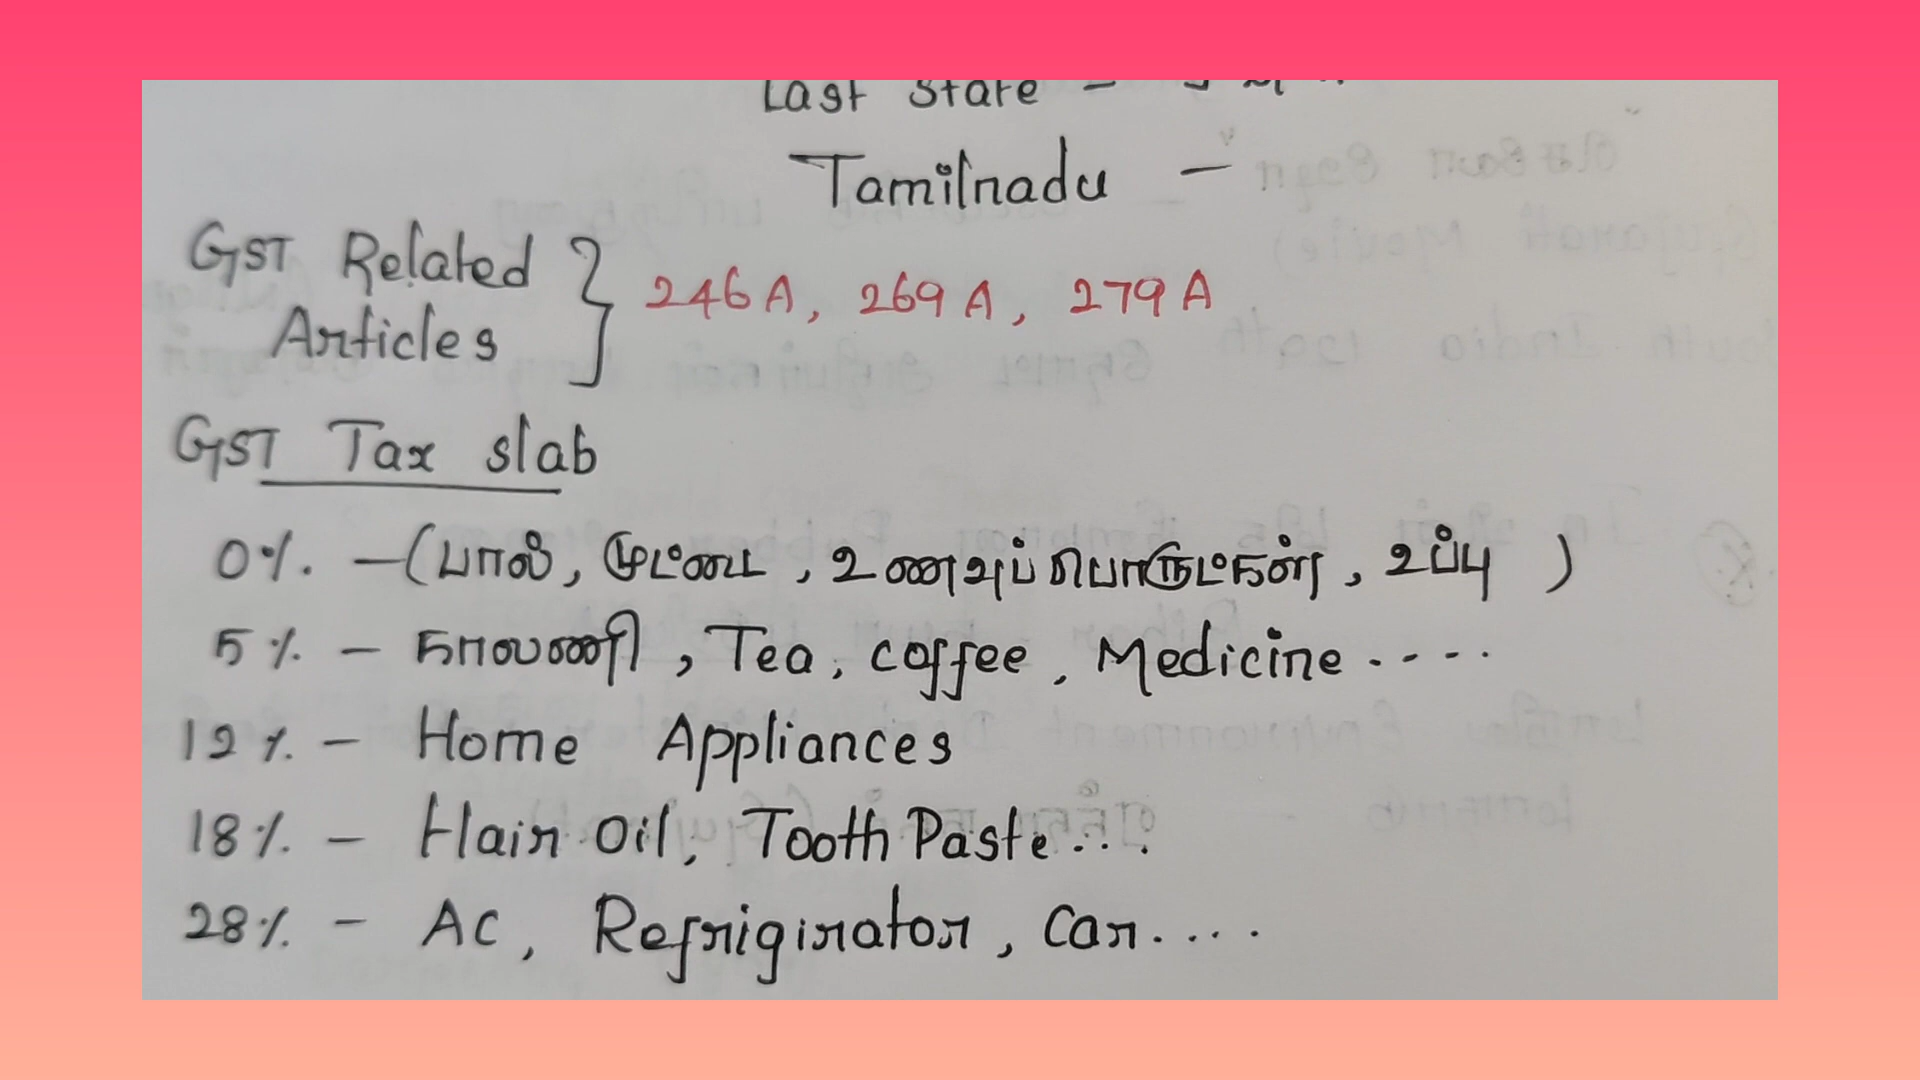 Last State -
Tamilnadu -
GST Related
Articles } 246A, 269A, 279A
GST Tax slab
0% - (பால், முட்டை, உணவுப்பொருட்கள், உப்பு)
5% - காலணி, Tea, coffee, Medicine ....
12% - Home Appliances
18% - Hair Oil, Tooth Paste...
28% - AC, Refrigirator, Car....